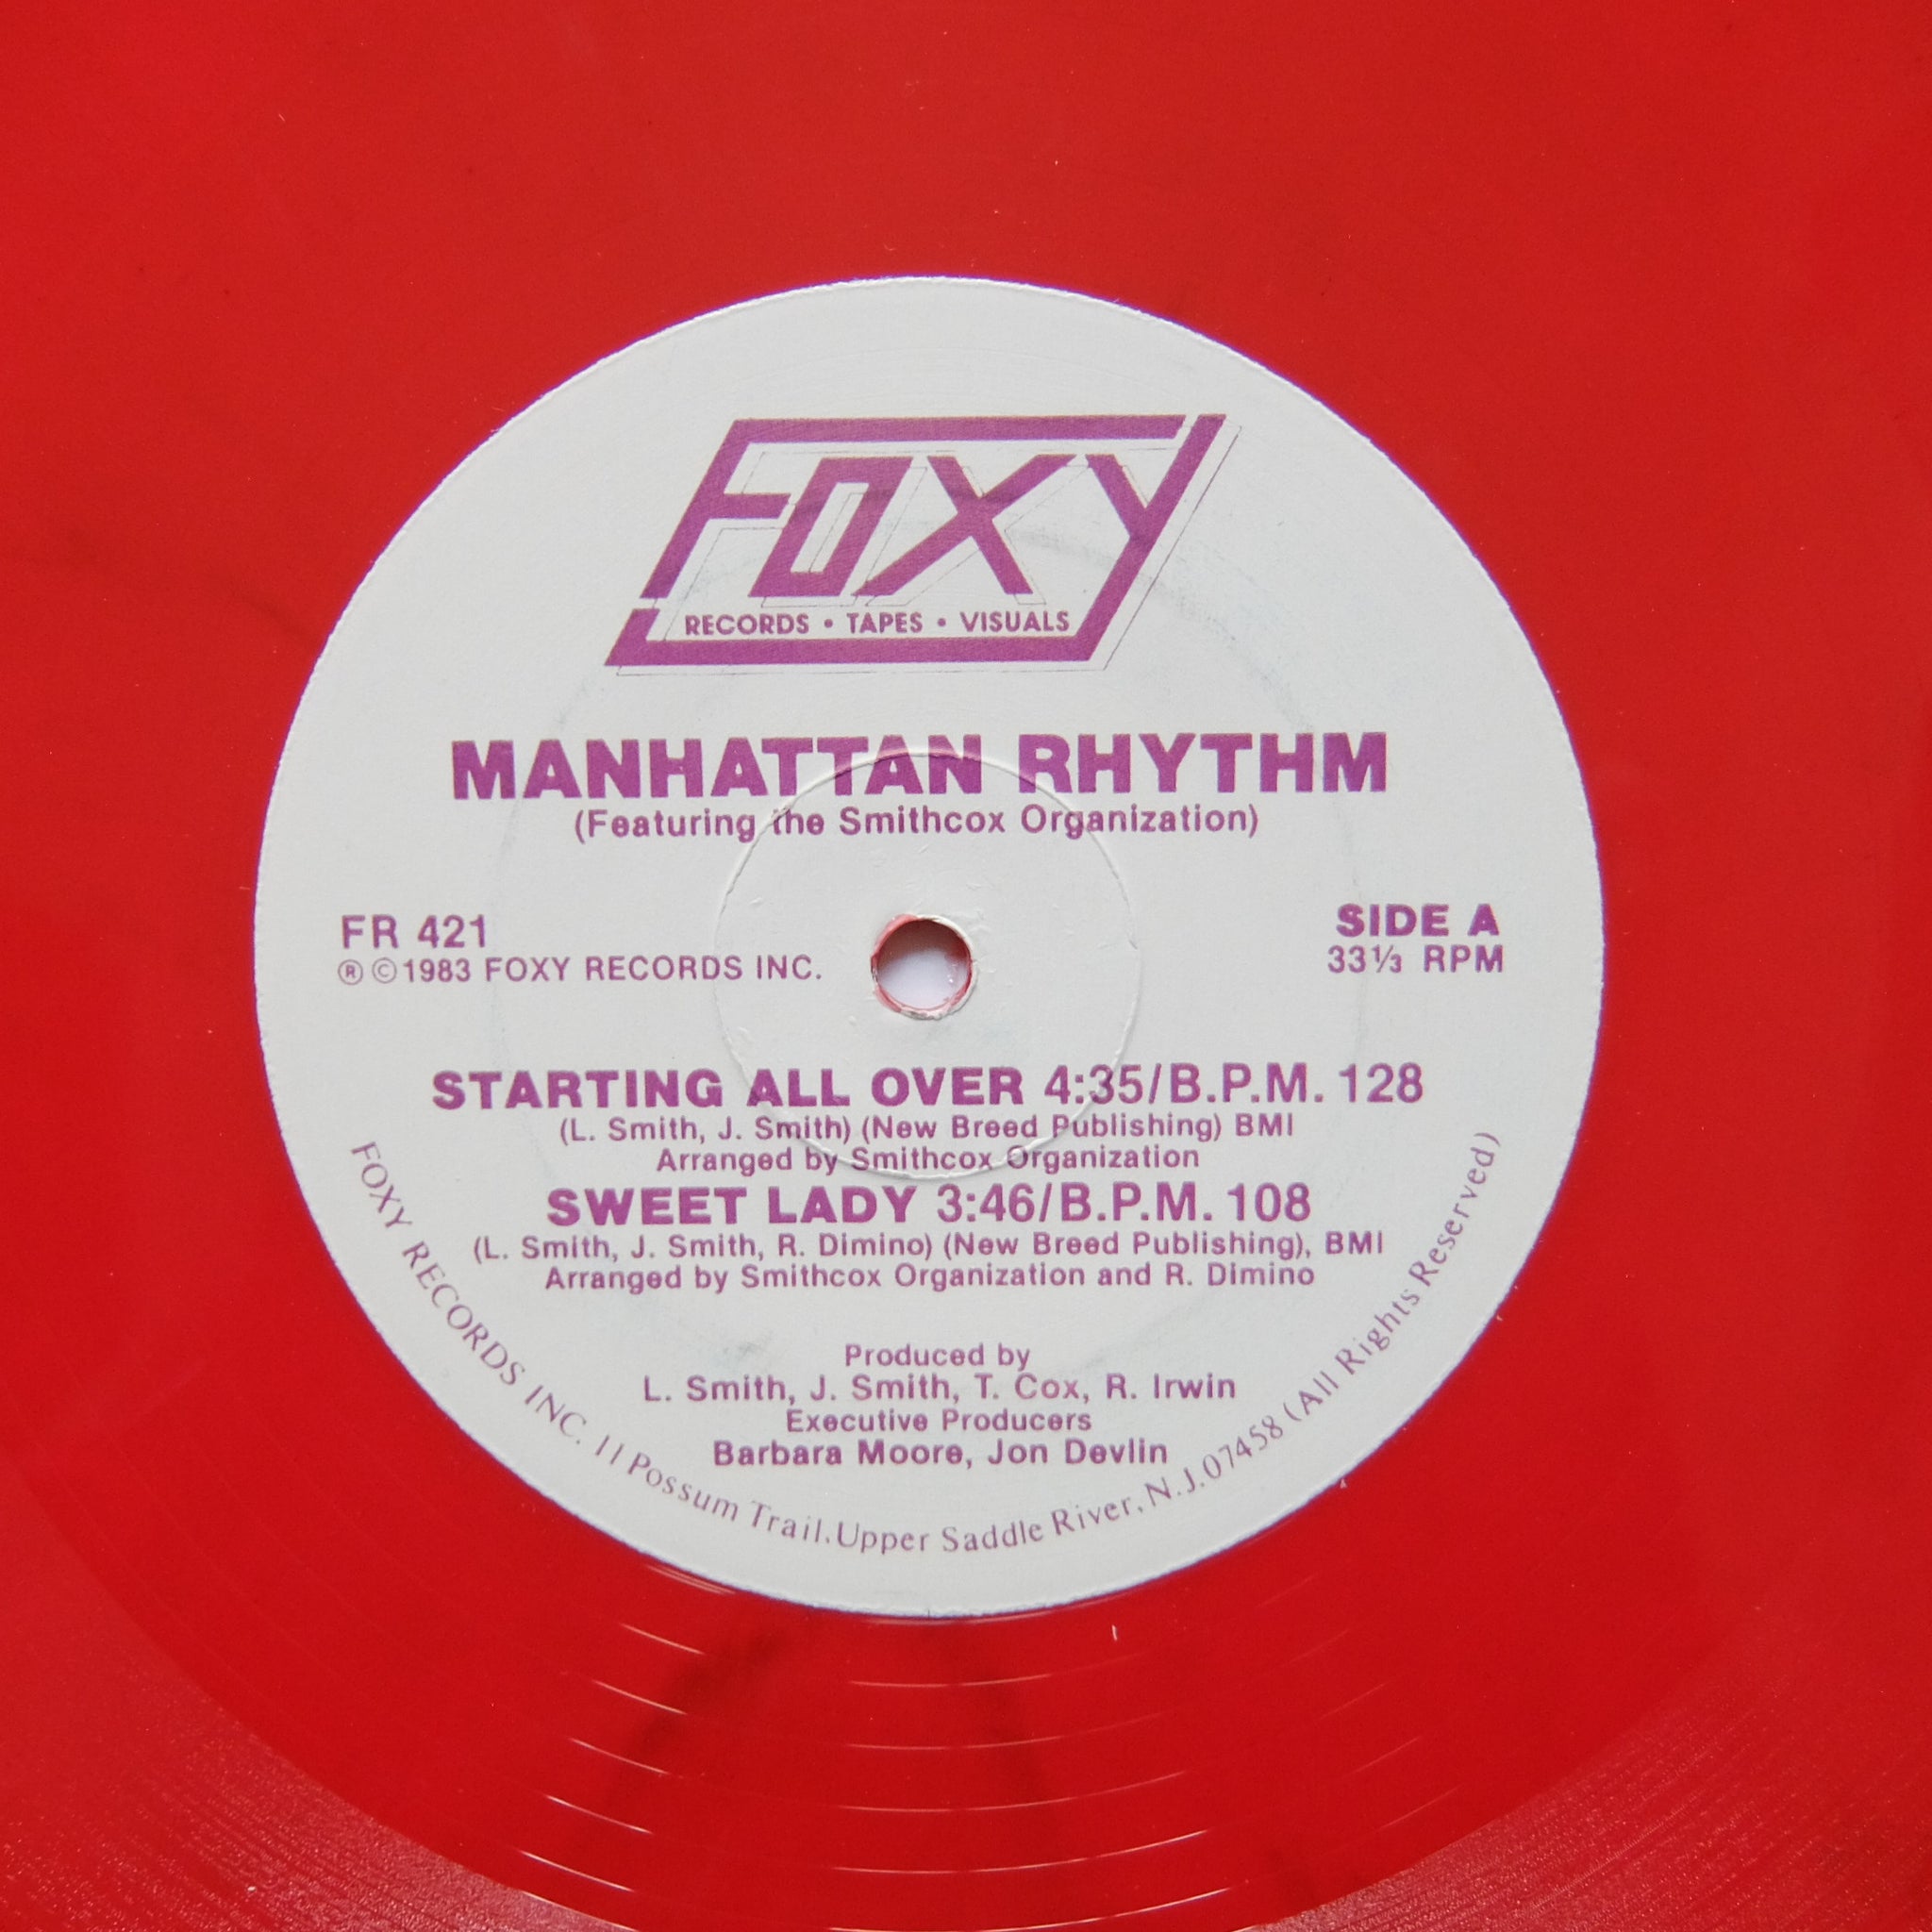 FOXY
RECORDS • TAPES • VISUALS
MANHATTAN RHYTHM
(Featuring the Smithcox Organization)
FR 421
®©1983 FOXY RECORDS INC.
SIDE A
33⅓ RPM
STARTING ALL OVER 4:35/B.P.M. 128
(L. Smith, J. Smith) (New Breed Publishing) BMI
Arranged by Smithcox Organization
SWEET LADY 3:46/B.P.M. 108
(L. Smith, J. Smith, R. Dimino) (New Breed Publishing), BMI
Arranged by Smithcox Organization and R. Dimino
Produced by
L. Smith, J. Smith, T. Cox, R. Irwin
Executive Producers
Barbara Moore, Jon Devlin
FOXY RECORDS INC. 11 Possum Trail, Upper Saddle River, N.J. 07458 (All Rights Reserved)